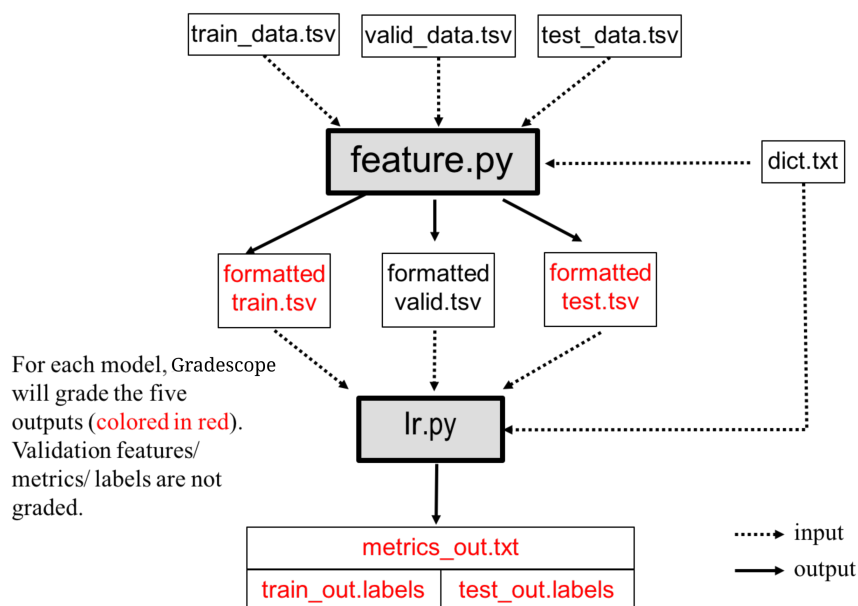 train_data.tsv
valid_data.tsv
test_data.tsv
feature.py
dict.txt
formatted
train.tsv
formatted
valid.tsv
formatted
test.tsv
For each model, Gradescope
will grade the five
outputs (colored in red).
Validation features/
metrics/ labels are not
graded.
lr.py
metrics_out.txt
train_out.labels
test_out.labels
input
output